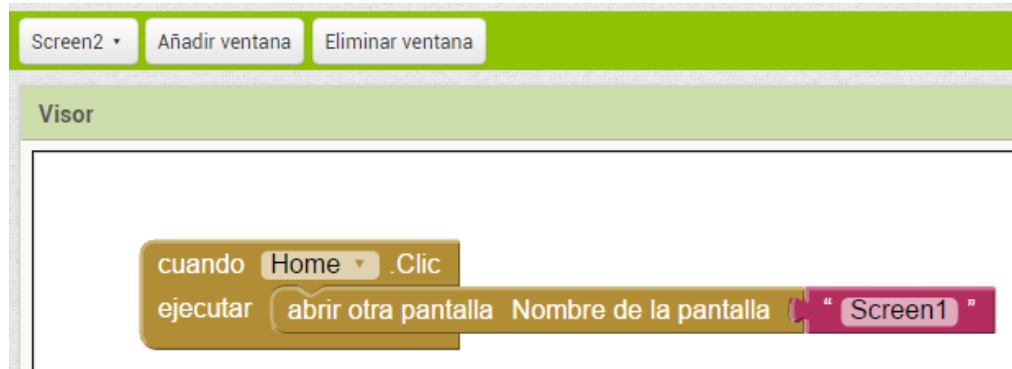 Screen2 Añadir ventana Eliminar ventana
Visor
cuando Home .Clic
ejecutar abrir otra pantalla Nombre de la pantalla “ Screen1 ”